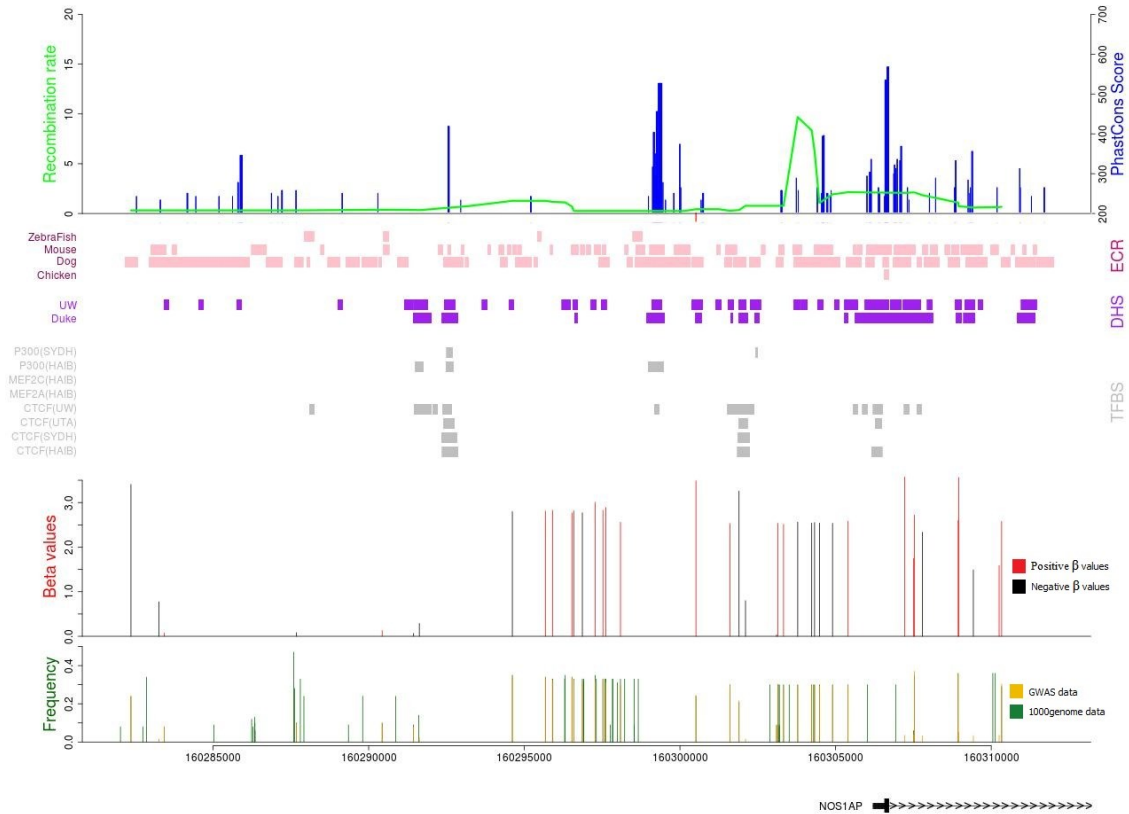 20
15
10
5
0
Recombination rate
700
600
500
400
300
200
PhastCons Score
ZebraFish
Mouse
Dog
Chicken
ECR
UW
Duke
DHS
P300(SYDH)
P300(HAIB)
MEF2C(HAIB)
MEF2A(HAIB)
CTCF(UW)
CTCF(UTA)
CTCF(SYDH)
CTCF(HAIB)
TFBS
3.0
2.0
1.0
0.0
Beta values
Positive β values
Negative β values
0.4
0.2
0.0
Frequency
GWAS data
1000genome data
160285000 160290000 160295000 160300000 160305000 160310000
NOS1AP